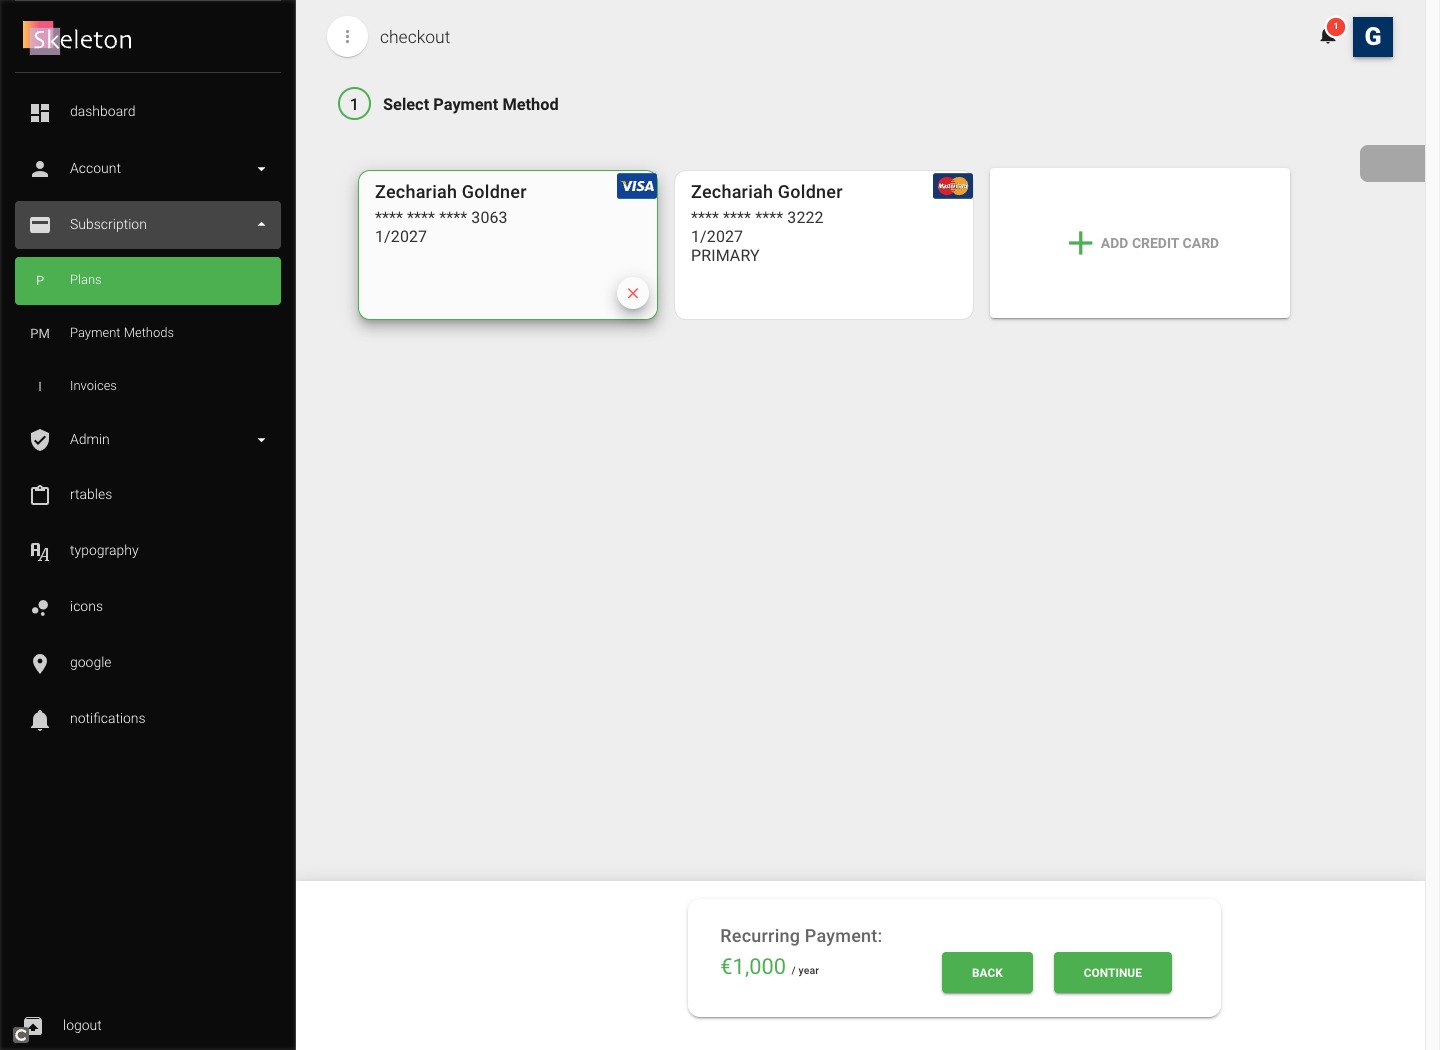 Skeleton
dashboard
Account
Subscription
P Plans
PM Payment Methods
I Invoices
Admin
rtables
typography
icons
google
notifications
C logout
checkout
1
G
1 Select Payment Method
Zechariah Goldner VISA
**** **** **** 3063
1/2027
Zechariah Goldner MasterCard
**** **** **** 3222
1/2027
PRIMARY
ADD CREDIT CARD
Recurring Payment:
€1,000 / year
BACK
CONTINUE